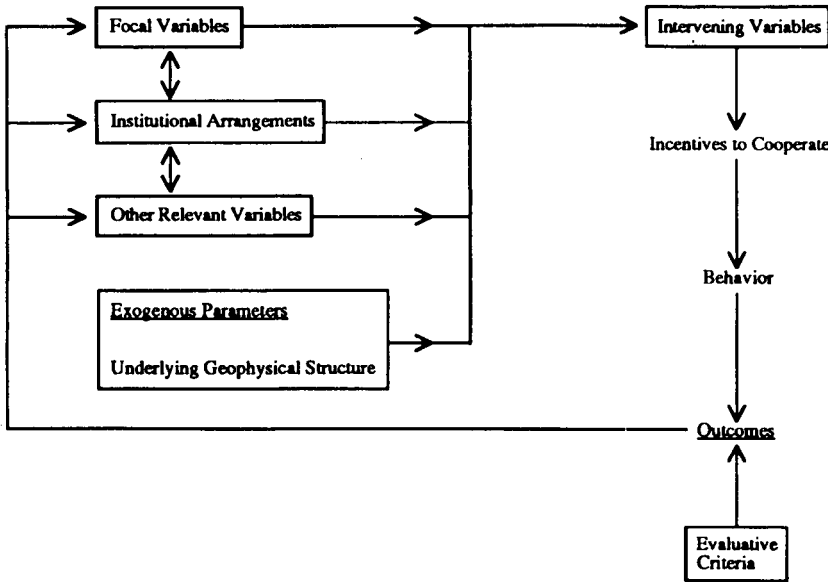 Focal Variables
Intervening Variables
Institutional Arrangements
Incentives to Cooperate
Other Relevant Variables
Behavior
Exogenous Parameters
Underlying Geophysical Structure
Outcomes
Evaluative
Criteria